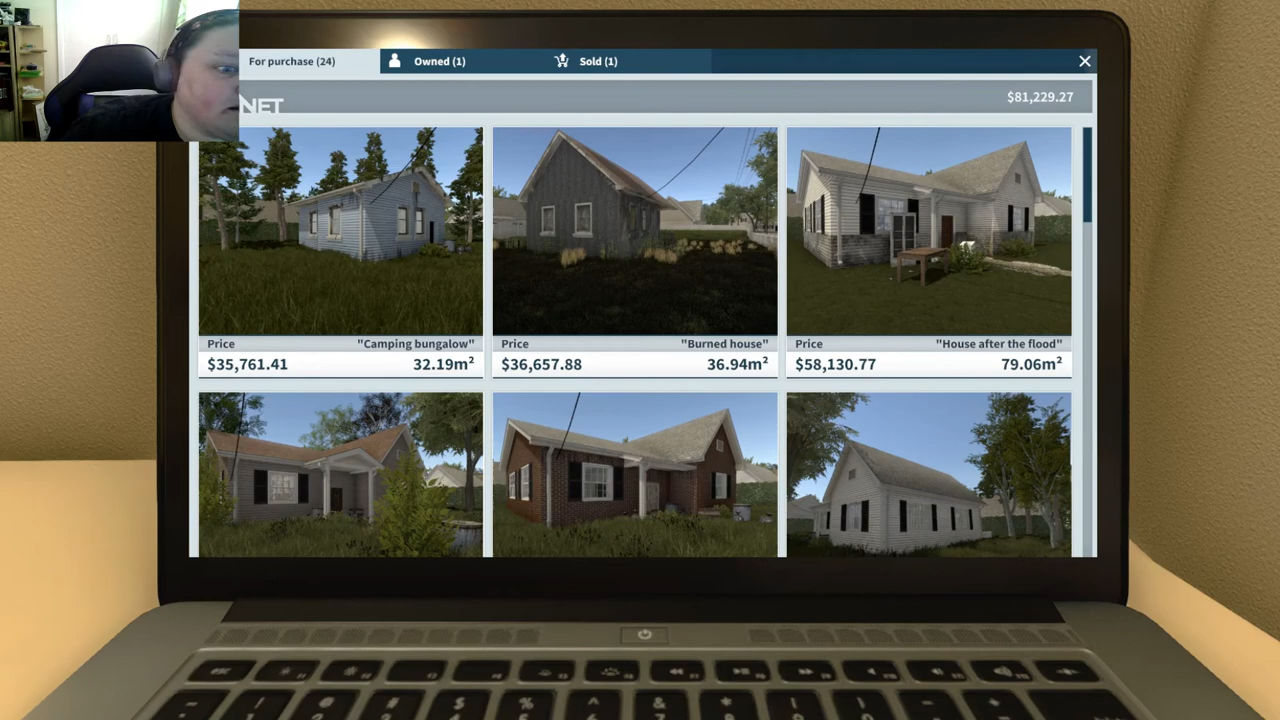 For purchase (24) Owned (1) Sold (1)
NET $81,229.27
Price "Camping bungalow" Price "Burned house" Price "House after the flood"
$35,761.41 32.19m² $36,657.88 36.94m² $58,130.77 79.06m²